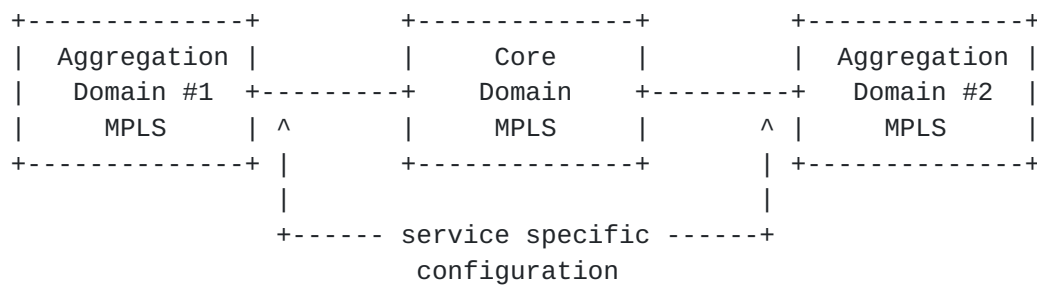 +--------------+         +--------------+         +--------------+
|  Aggregation |         |     Core     |         |  Aggregation |
|   Domain #1  +---------+    Domain    +---------+   Domain #2  |
|     MPLS     | ^       |     MPLS     |       ^ |     MPLS     |
+--------------+ |       +--------------+       | +--------------+
                 |                              |
                 +------ service specific ------+
                          configuration